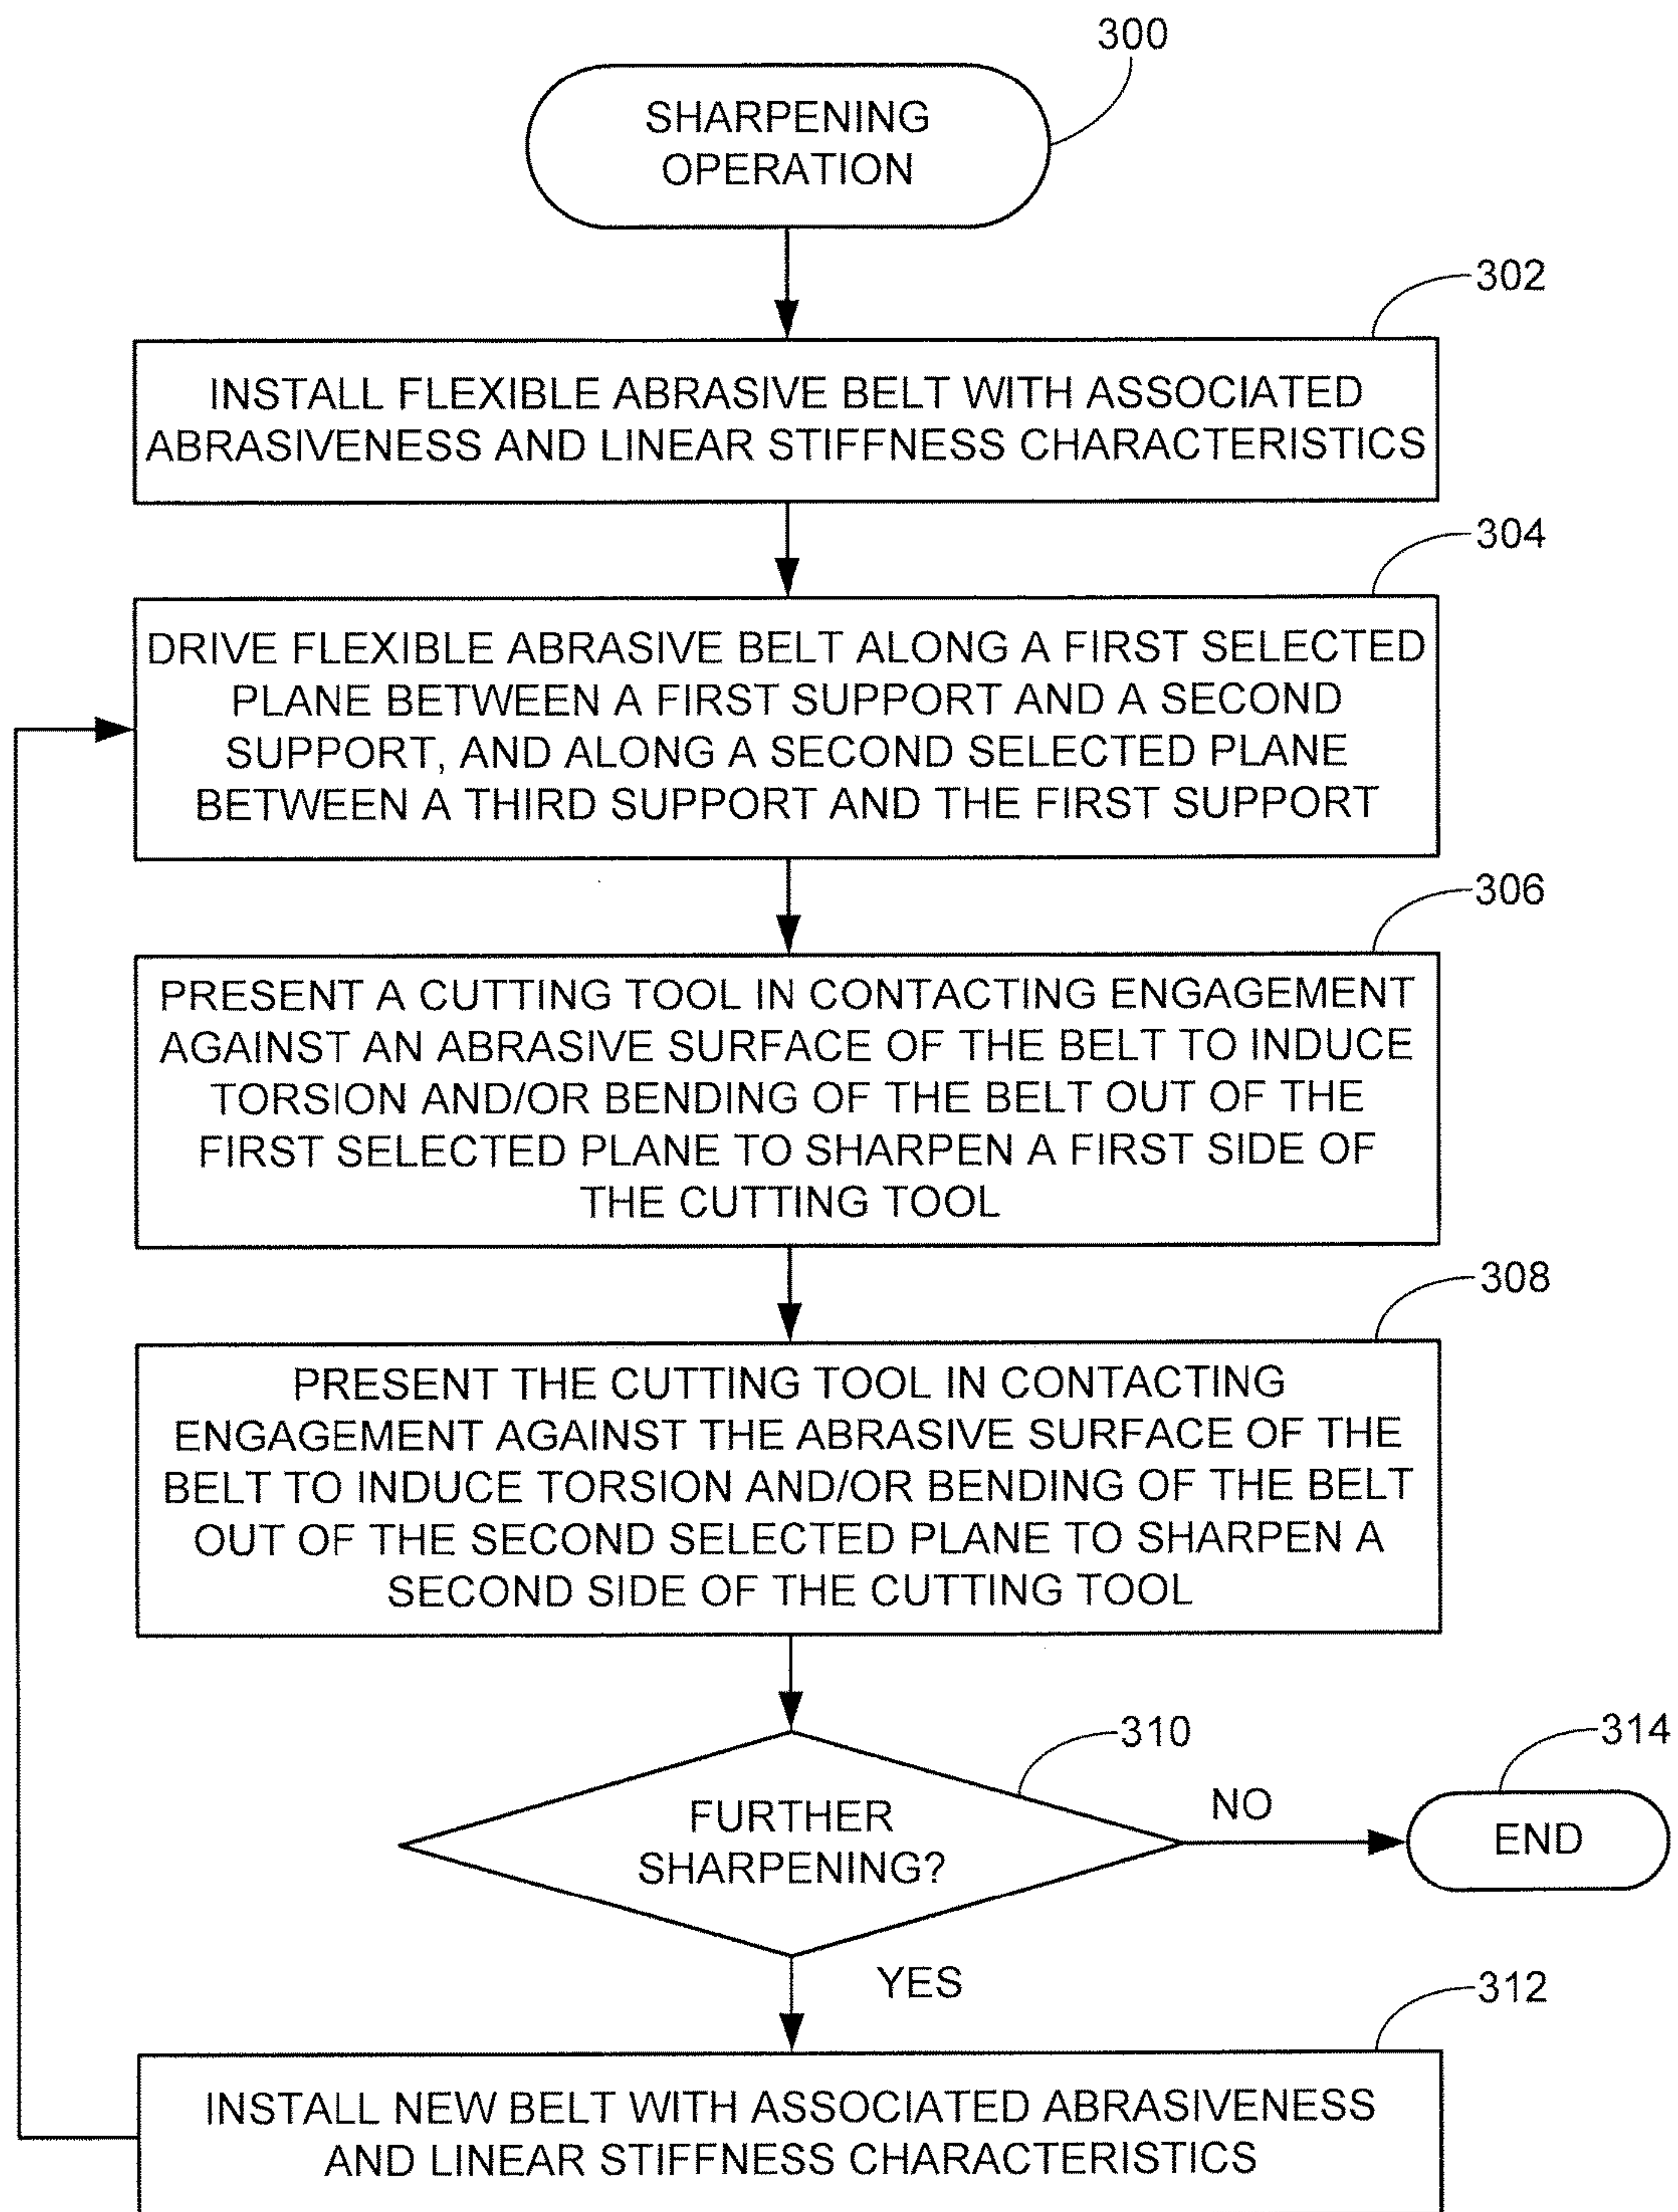 300
SHARPENING
OPERATION
302
INSTALL FLEXIBLE ABRASIVE BELT WITH ASSOCIATED
ABRASIVENESS AND LINEAR STIFFNESS CHARACTERISTICS
304
DRIVE FLEXIBLE ABRASIVE BELT ALONG A FIRST SELECTED
PLANE BETWEEN A FIRST SUPPORT AND A SECOND
SUPPORT, AND ALONG A SECOND SELECTED PLANE
BETWEEN A THIRD SUPPORT AND THE FIRST SUPPORT
306
PRESENT A CUTTING TOOL IN CONTACTING ENGAGEMENT
AGAINST AN ABRASIVE SURFACE OF THE BELT TO INDUCE
TORSION AND/OR BENDING OF THE BELT OUT OF THE
FIRST SELECTED PLANE TO SHARPEN A FIRST SIDE OF
THE CUTTING TOOL
308
PRESENT THE CUTTING TOOL IN CONTACTING
ENGAGEMENT AGAINST THE ABRASIVE SURFACE OF THE
BELT TO INDUCE TORSION AND/OR BENDING OF THE BELT
OUT OF THE SECOND SELECTED PLANE TO SHARPEN A
SECOND SIDE OF THE CUTTING TOOL
310
314
FURTHER
SHARPENING?
NO
END
YES
312
INSTALL NEW BELT WITH ASSOCIATED ABRASIVENESS
AND LINEAR STIFFNESS CHARACTERISTICS